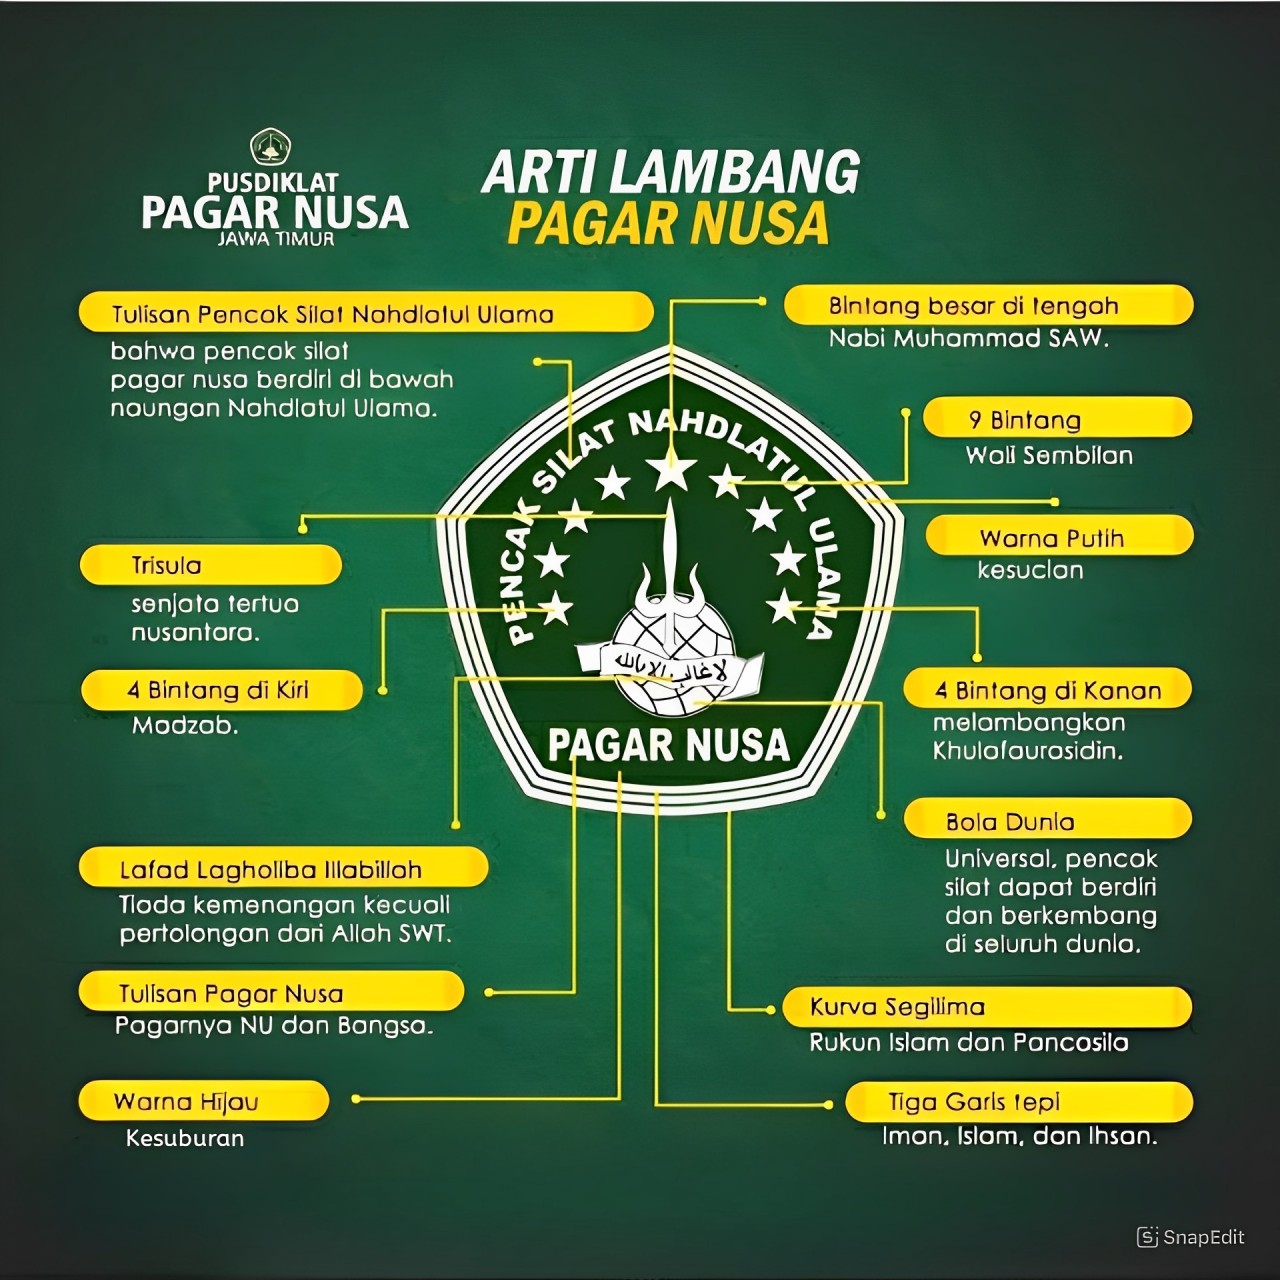 PUSDIKLAT
PAGAR NUSA
JAWA TIMUR
ARTI LAMBANG
PAGAR NUSA
Tulisan Pencak Silat Nahdlatul Ulama
bahwa pencak silat
pagar nusa berdiri di bawah
naungan Nahdlatul Ulama.
Bintang besar di tengah
Nabi Muhammad SAW.
9 Bintang
Wali Sembilan
Warna Putih
kesucian
Trisula
senjata tertua
nusantara.
4 Bintang di Kiri
Madzab.
4 Bintang di Kanan
melambangkan
Khulafaurasidin.
PENCAK SILAT NAHDLATUL ULAMA
لا غالب الا بالله
PAGAR NUSA
Bola Dunia
Universal, pencak
silat dapat berdiri
dan berkembang
di seluruh dunia.
Lafad Lagholiba Illabillah
Tiada kemenangan kecuali
pertolongan dari Allah SWT.
Tulisan Pagar Nusa
Pagarnya NU dan Bangsa.
Kurva Segilima
Rukun Islam dan Pancasila
Warna Hijau
Kesuburan
Tiga Garis tepi
Iman, Islam, dan Ihsan.
SnapEdit